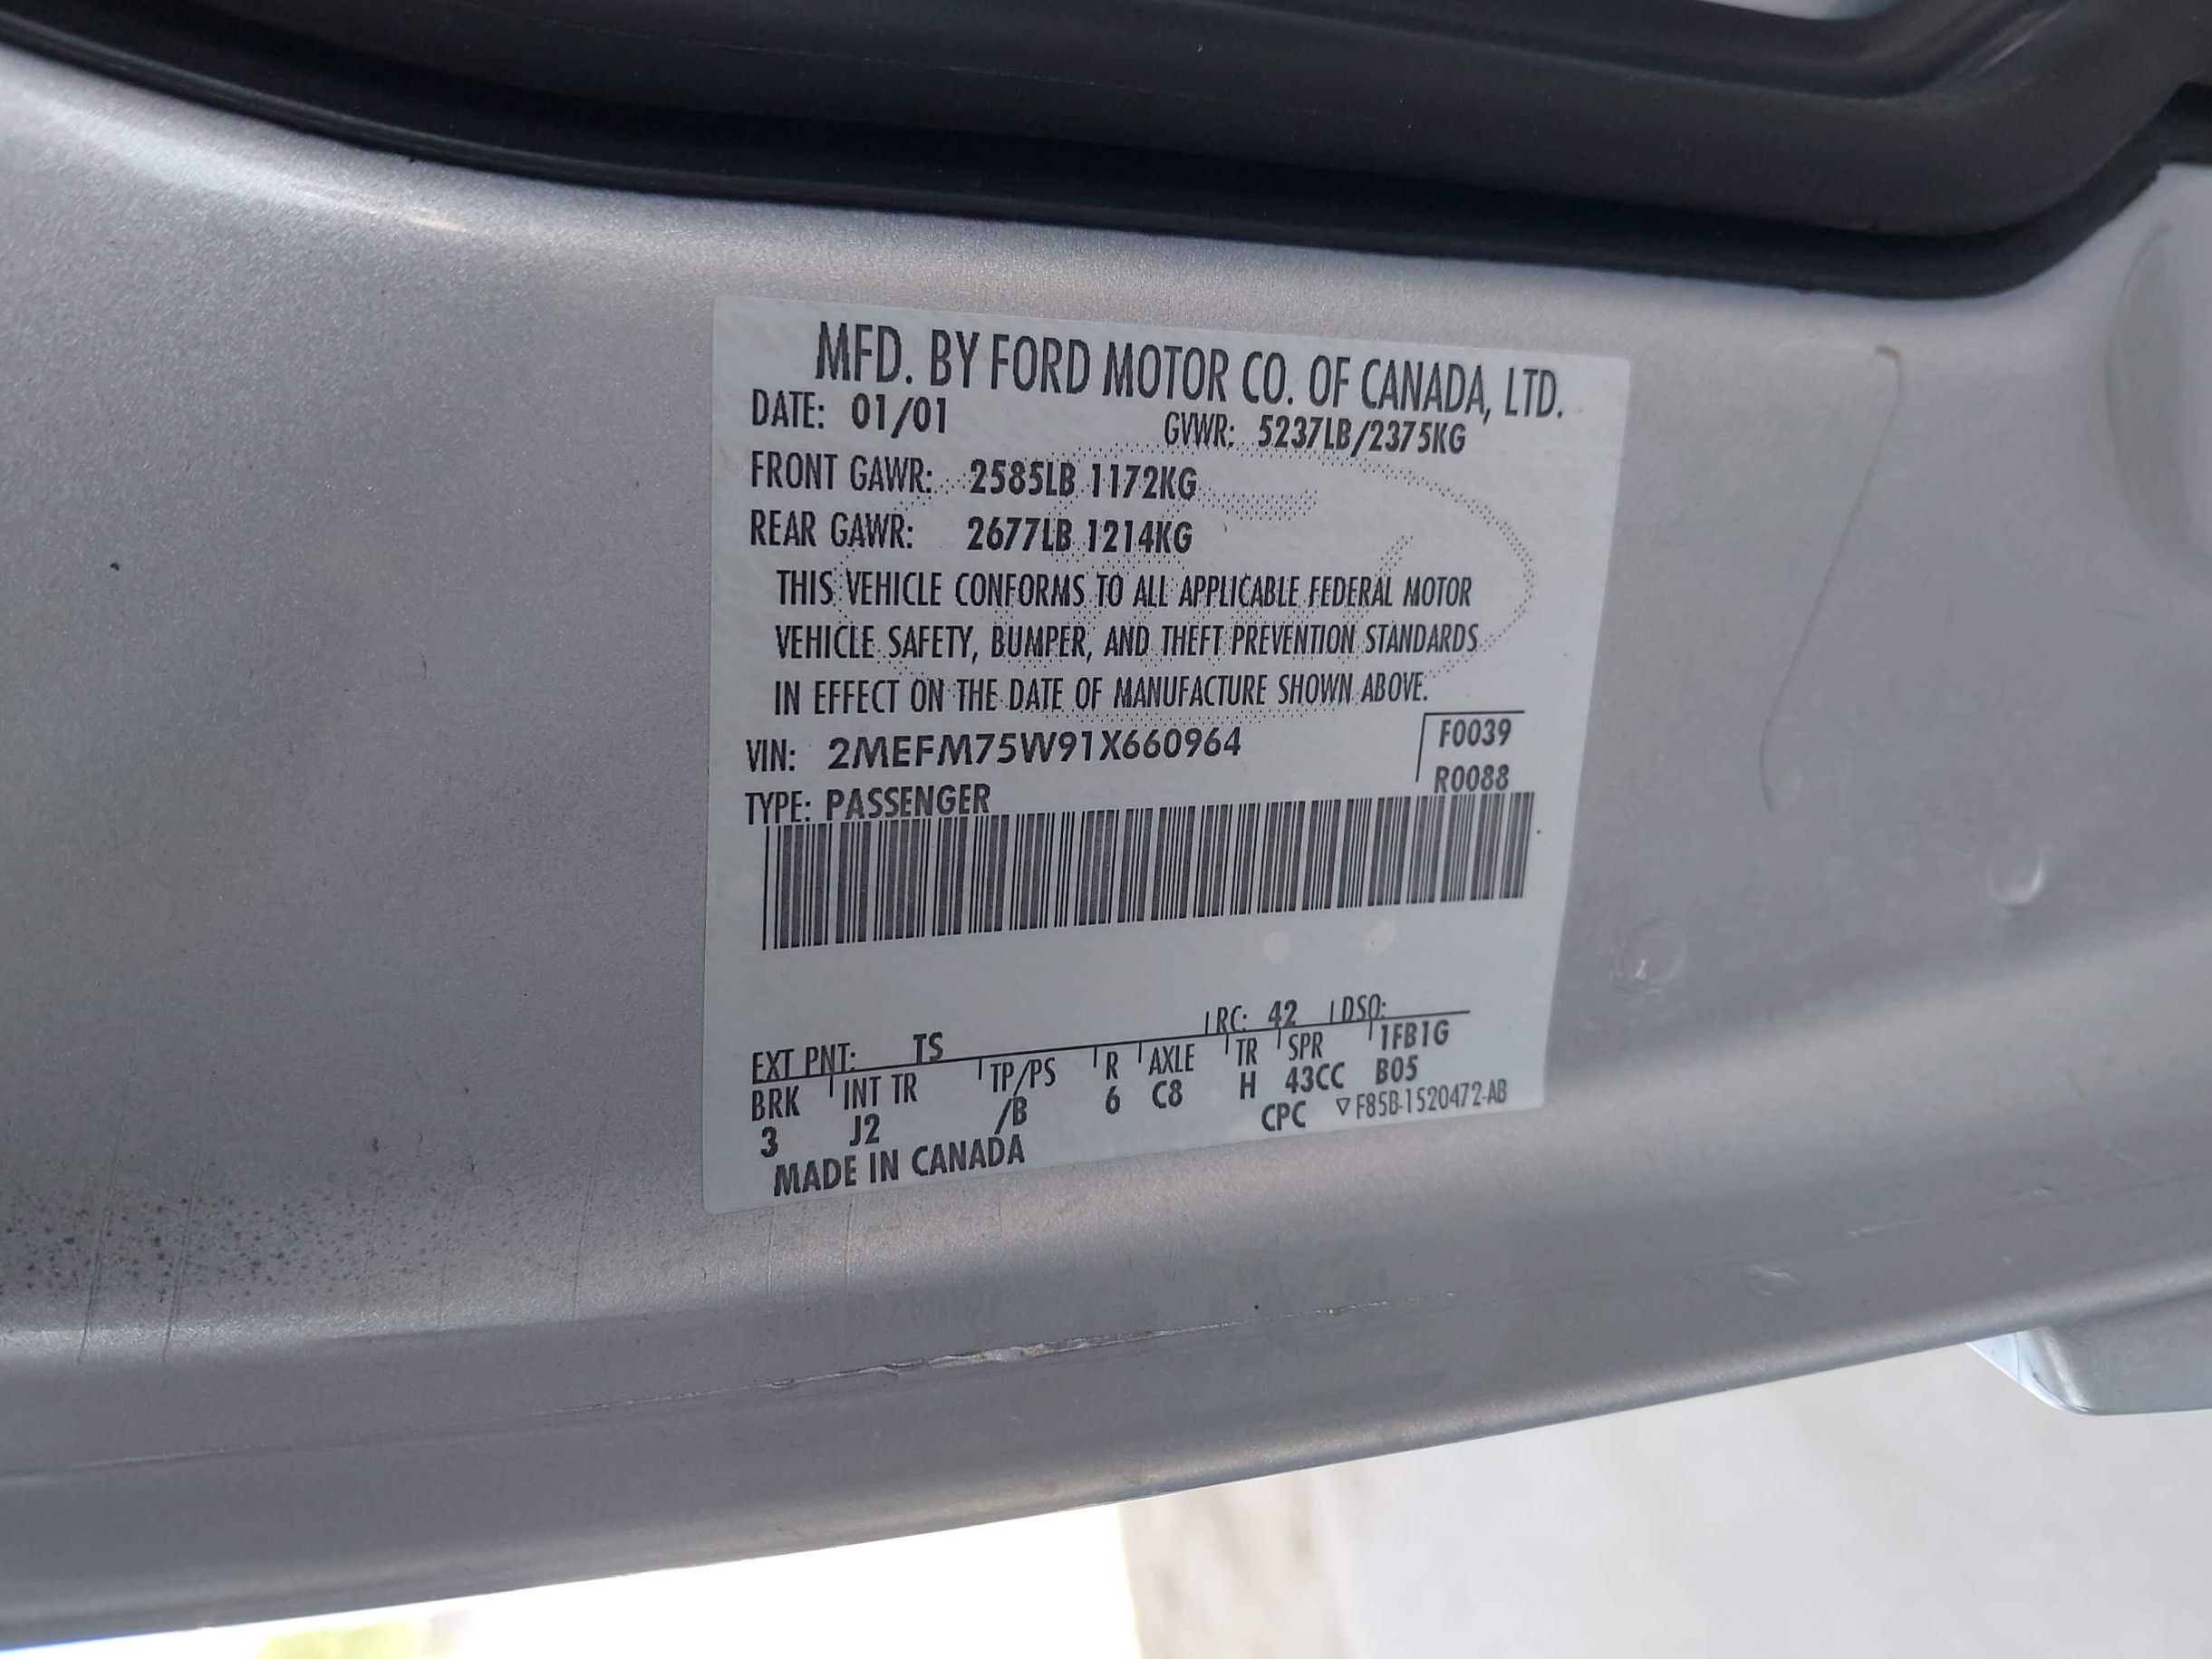 MFD. BY FORD MOTOR CO. OF CANADA, LTD.
DATE: 01/01 GVWR: 5237LB/2375KG
FRONT GAWR: 2585LB 1172KG
REAR GAWR: 2677LB 1214KG
THIS VEHICLE CONFORMS TO ALL APPLICABLE FEDERAL MOTOR
VEHICLE SAFETY, BUMPER, AND THEFT PREVENTION STANDARDS
IN EFFECT ON THE DATE OF MANUFACTURE SHOWN ABOVE.
VIN: 2MEFM75W91X660964 F0039
TYPE: PASSENGER R0088
EXT PNT: TS RC: 42 DSO:
BRK INT TR TP/PS R AXLE TR SPR 1FB1G
3 J2 /B 6 C8 H 43CC B05
MADE IN CANADA CPC ▽ F85B-1520472-AB